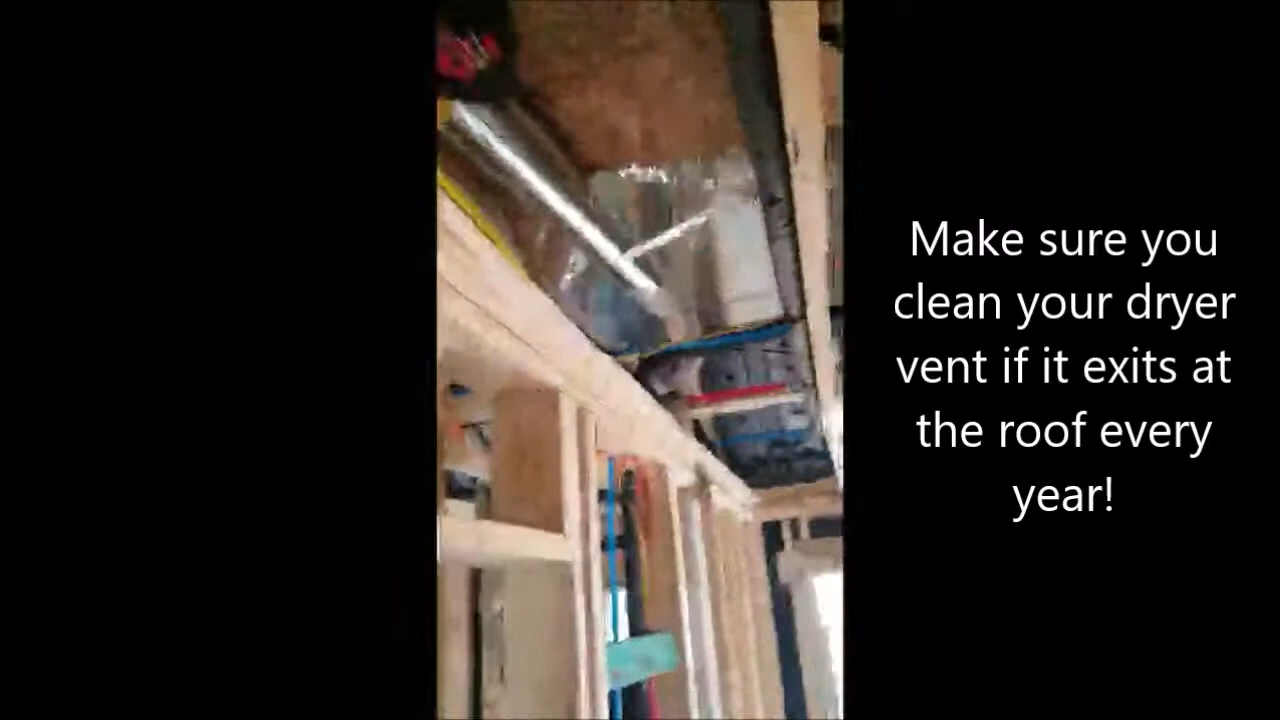 Make sure you
clean your dryer
vent if it exits at
the roof every
year!